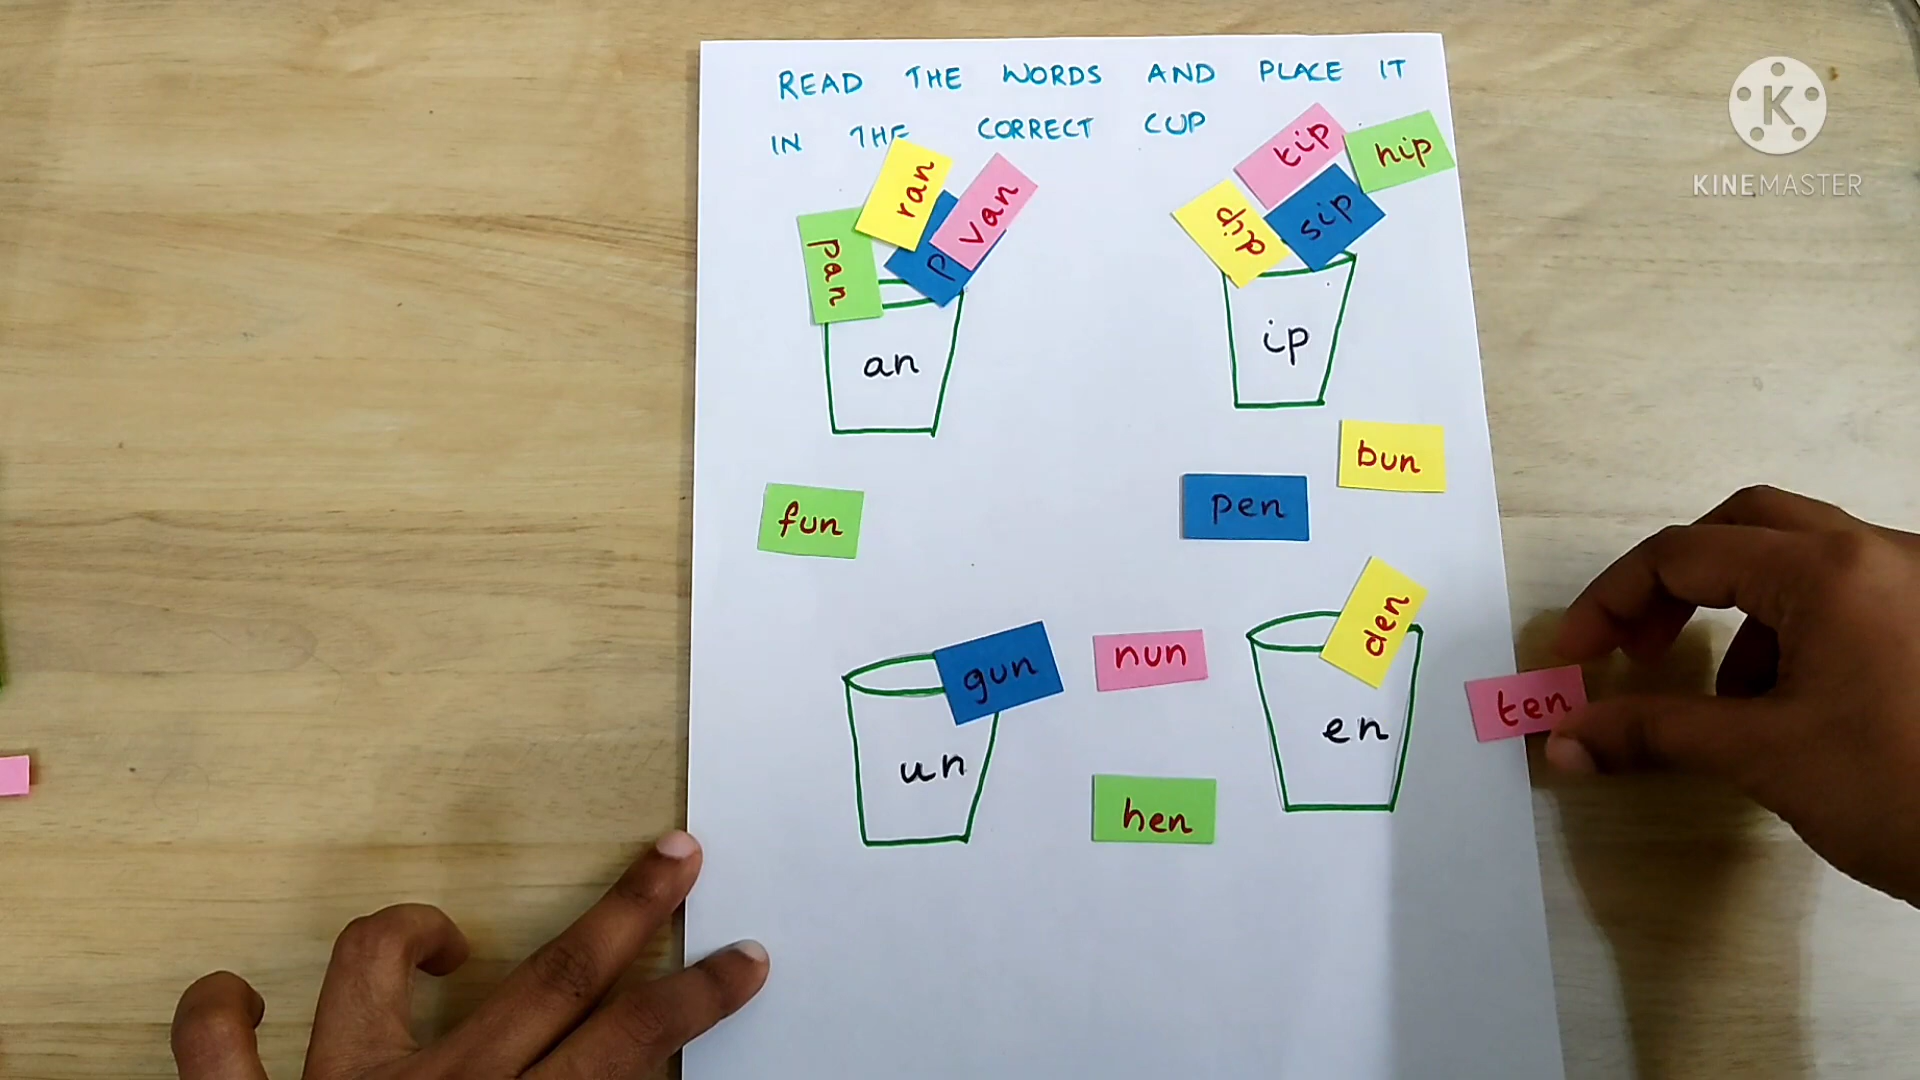 READ THE WORDS AND PLACE IT
IN THE CORRECT CUP
K
KINEMASTER
tip
hip
ran
van
pan
dip
sip
an
ip
bun
pen
fun
den
nun
gun
ten
en
un
hen